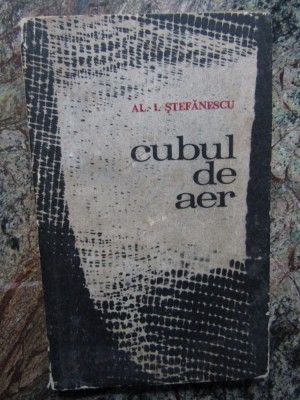 AL. I. ŞTEFĂNESCU
cubul
de
aer